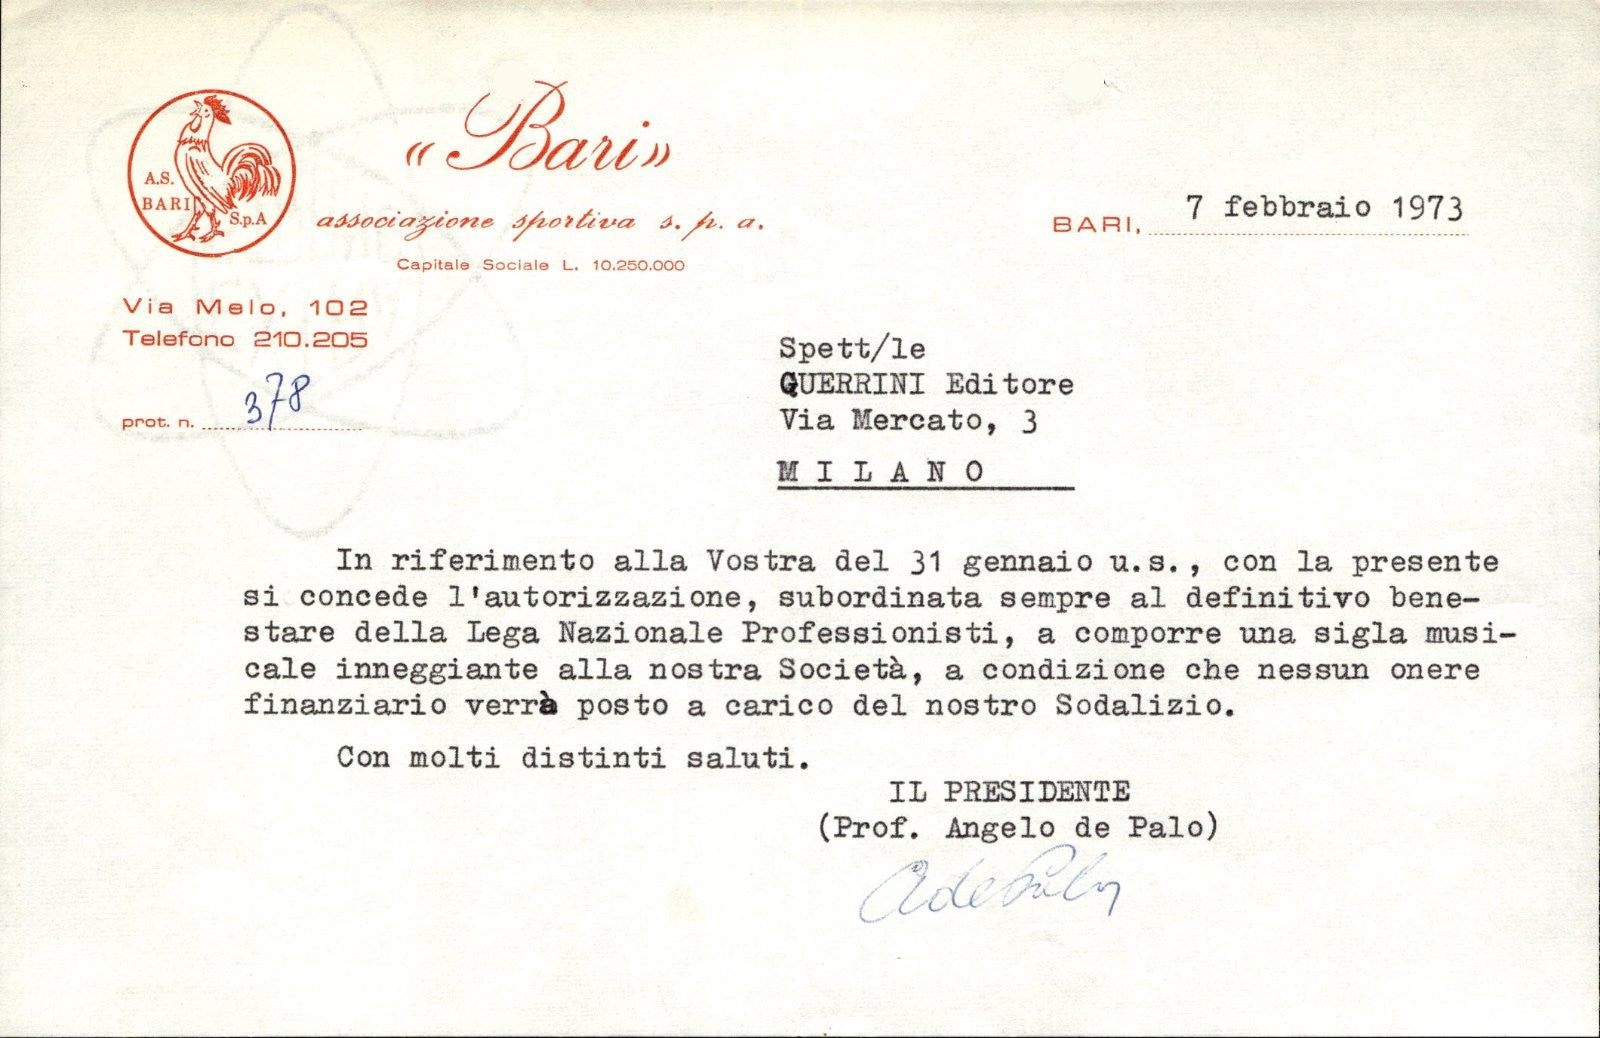 A.S.
BARI
S.p.A
« Bari »
associazione sportiva s. p. a.
Capitale Sociale L. 10.250.000
Via Melo, 102
Telefono 210.205
prot. n. 378
BARI, 7 febbraio 1973
Spett/le
QUERRINI Editore
Via Mercato, 3
MILANO
In riferimento alla Vostra del 31 gennaio u.s., con la presente
si concede l'autorizzazione, subordinata sempre al definitivo bene-
stare della Lega Nazionale Professionisti, a comporre una sigla musi-
cale inneggiante alla nostra Società, a condizione che nessun onere
finanziario verrà posto a carico del nostro Sodalizio.
Con molti distinti saluti.
IL PRESIDENTE
(Prof. Angelo de Palo)
A de Palo